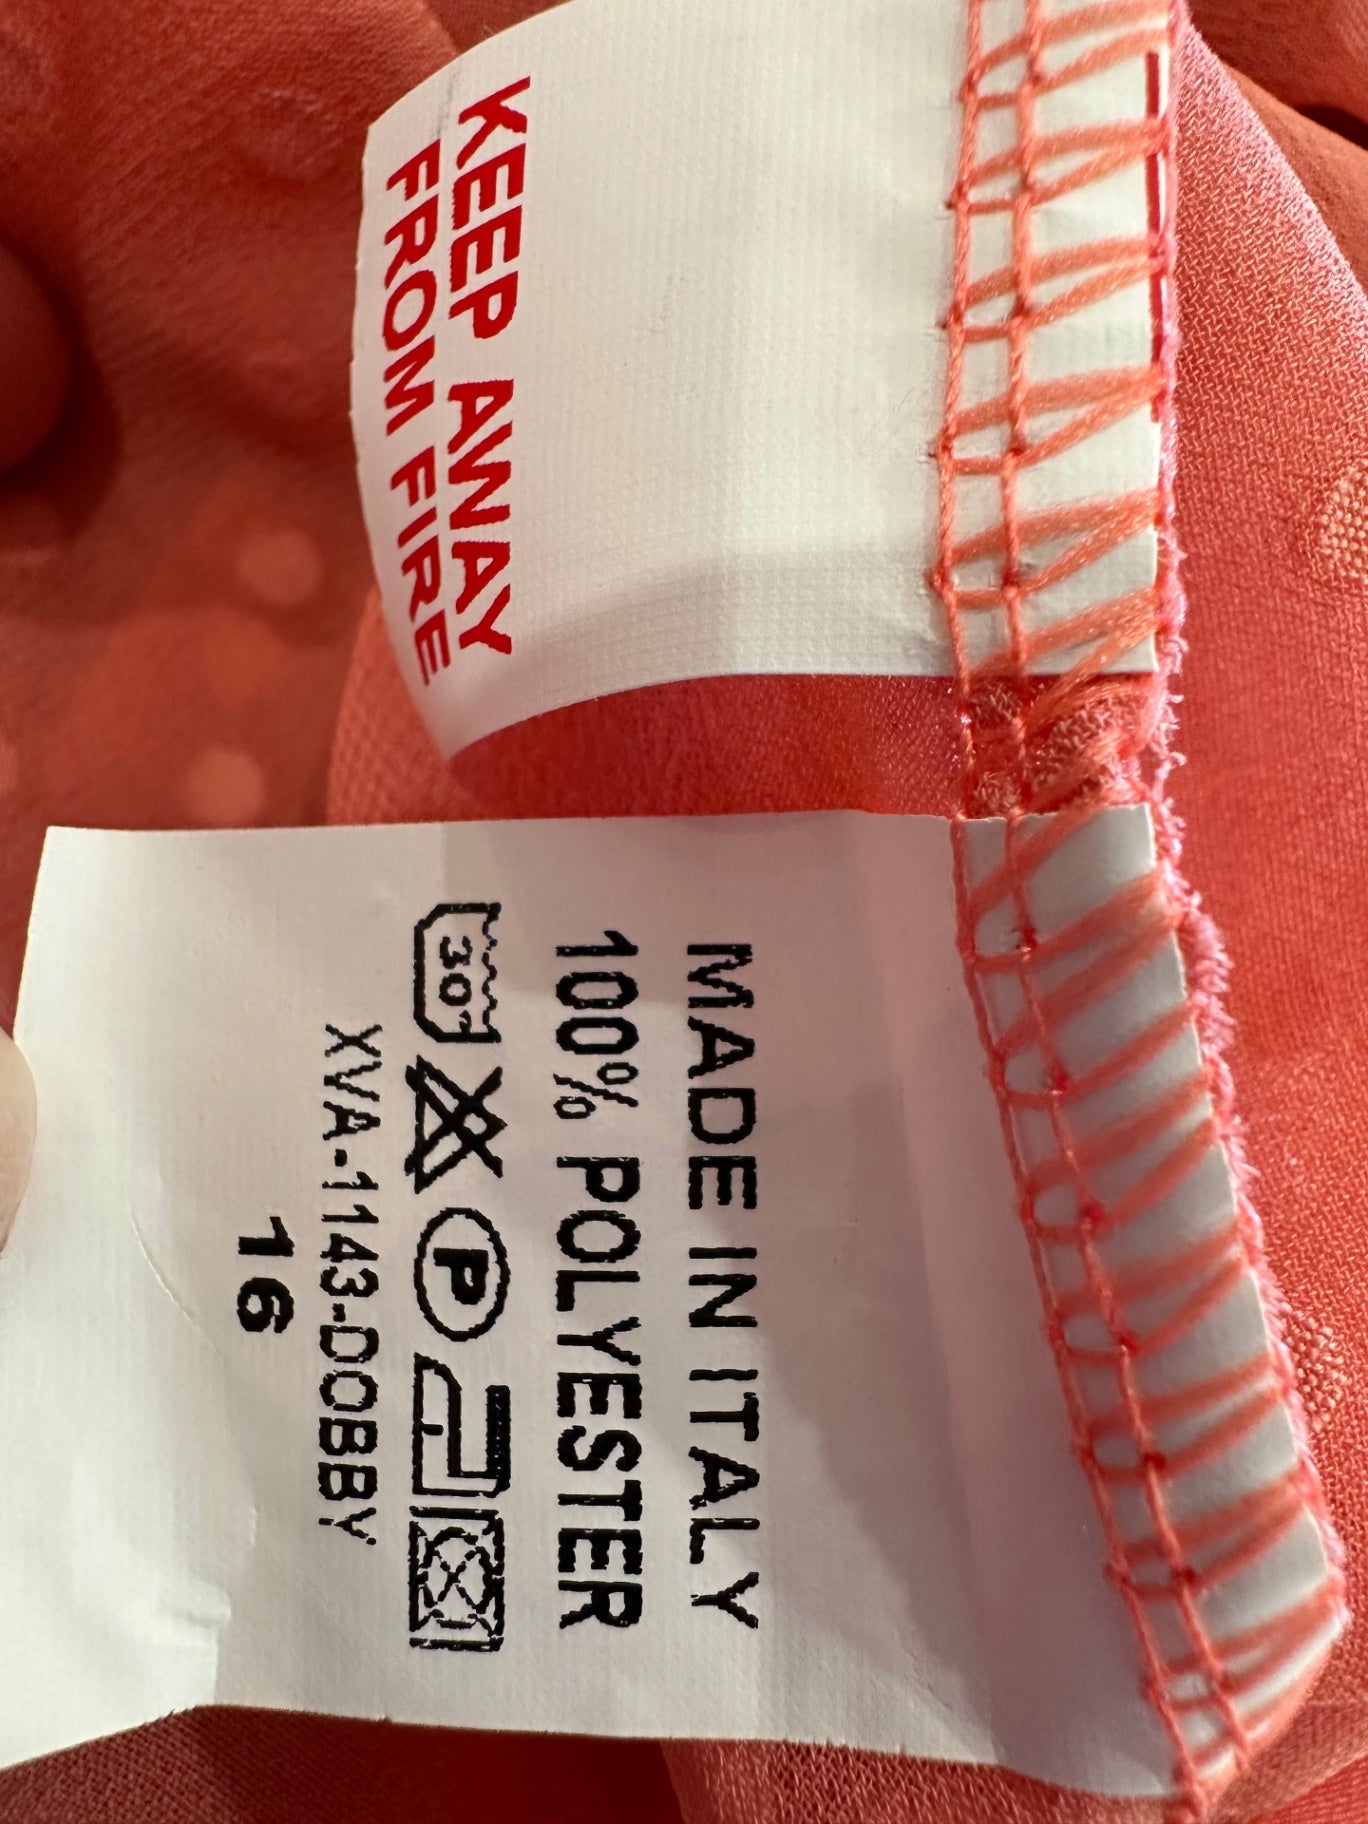 KEEP AWAY
FROM FIRE
MADE IN ITALY
100% POLYESTER
30° P
XVA-1143-DOBBY
16